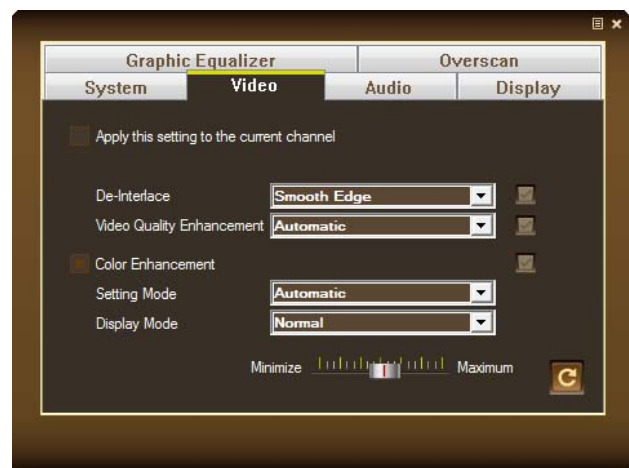 Graphic Equalizer Overscan
System Video Audio Display
Apply this setting to the current channel
De-Interlace Smooth Edge
Video Quality Enhancement Automatic
Color Enhancement
Setting Mode Automatic
Display Mode Normal
Minimize Maximum